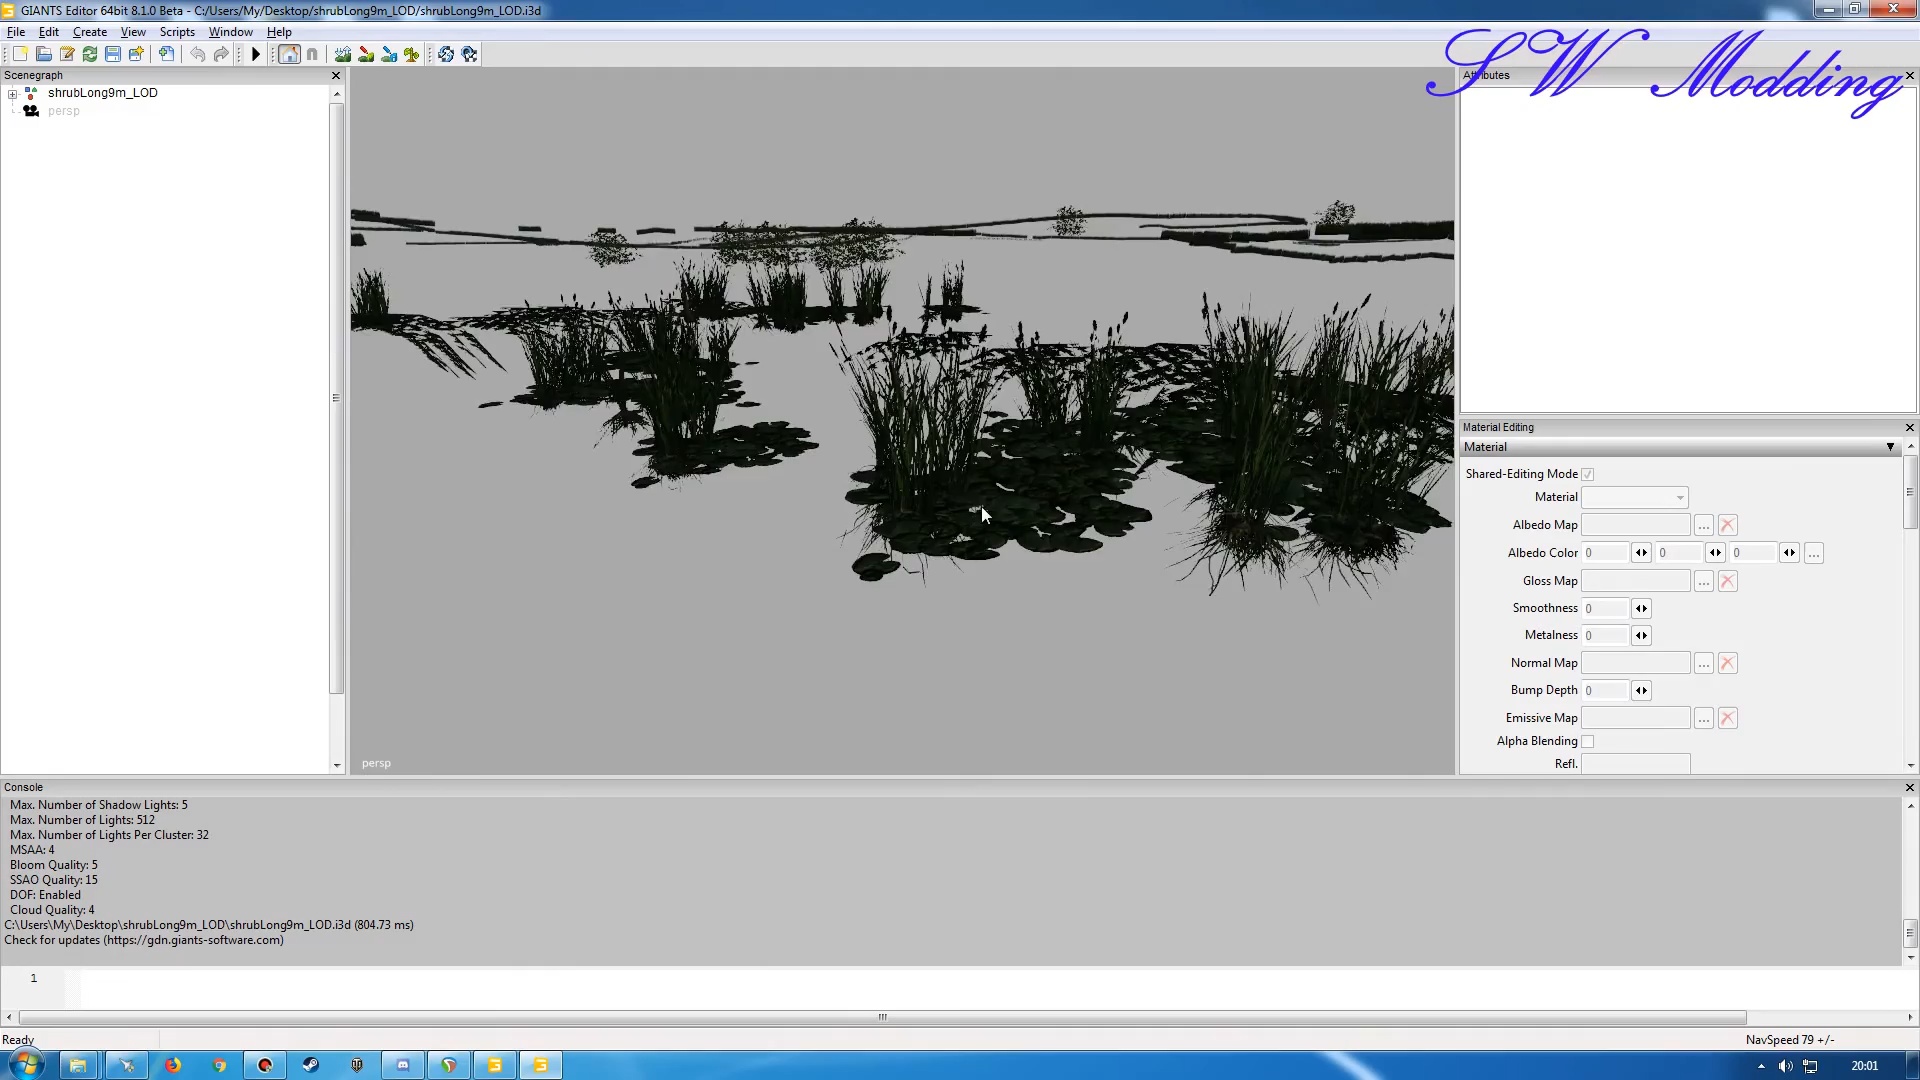 GIANTS Editor 64bit 8.1.0 Beta - C:/Users/My/Desktop/shrubLong9m_LOD/shrubLong9m_LOD.i3d
File Edit Create View Scripts Window Help
SW Modding
Scenegraph
shrubLong9m_LOD
persp
persp
Attributes
Material Editing
Material
Shared-Editing Mode
Material
Albedo Map ...
Albedo Color 0 0 0 ...
Gloss Map ...
Smoothness 0
Metalness 0
Normal Map ...
Bump Depth 0
Emissive Map ...
Alpha Blending
Refl.
Console
Max. Number of Shadow Lights: 5
Max. Number of Lights: 512
Max. Number of Lights Per Cluster: 32
MSAA: 4
Bloom Quality: 5
SSAO Quality: 15
DOF: Enabled
Cloud Quality: 4
C:\Users\My\Desktop\shrubLong9m_LOD\shrubLong9m_LOD.i3d (804.73 ms)
Check for updates (https://gdn.giants-software.com)
1
Ready
NavSpeed 79 +/-
20:01